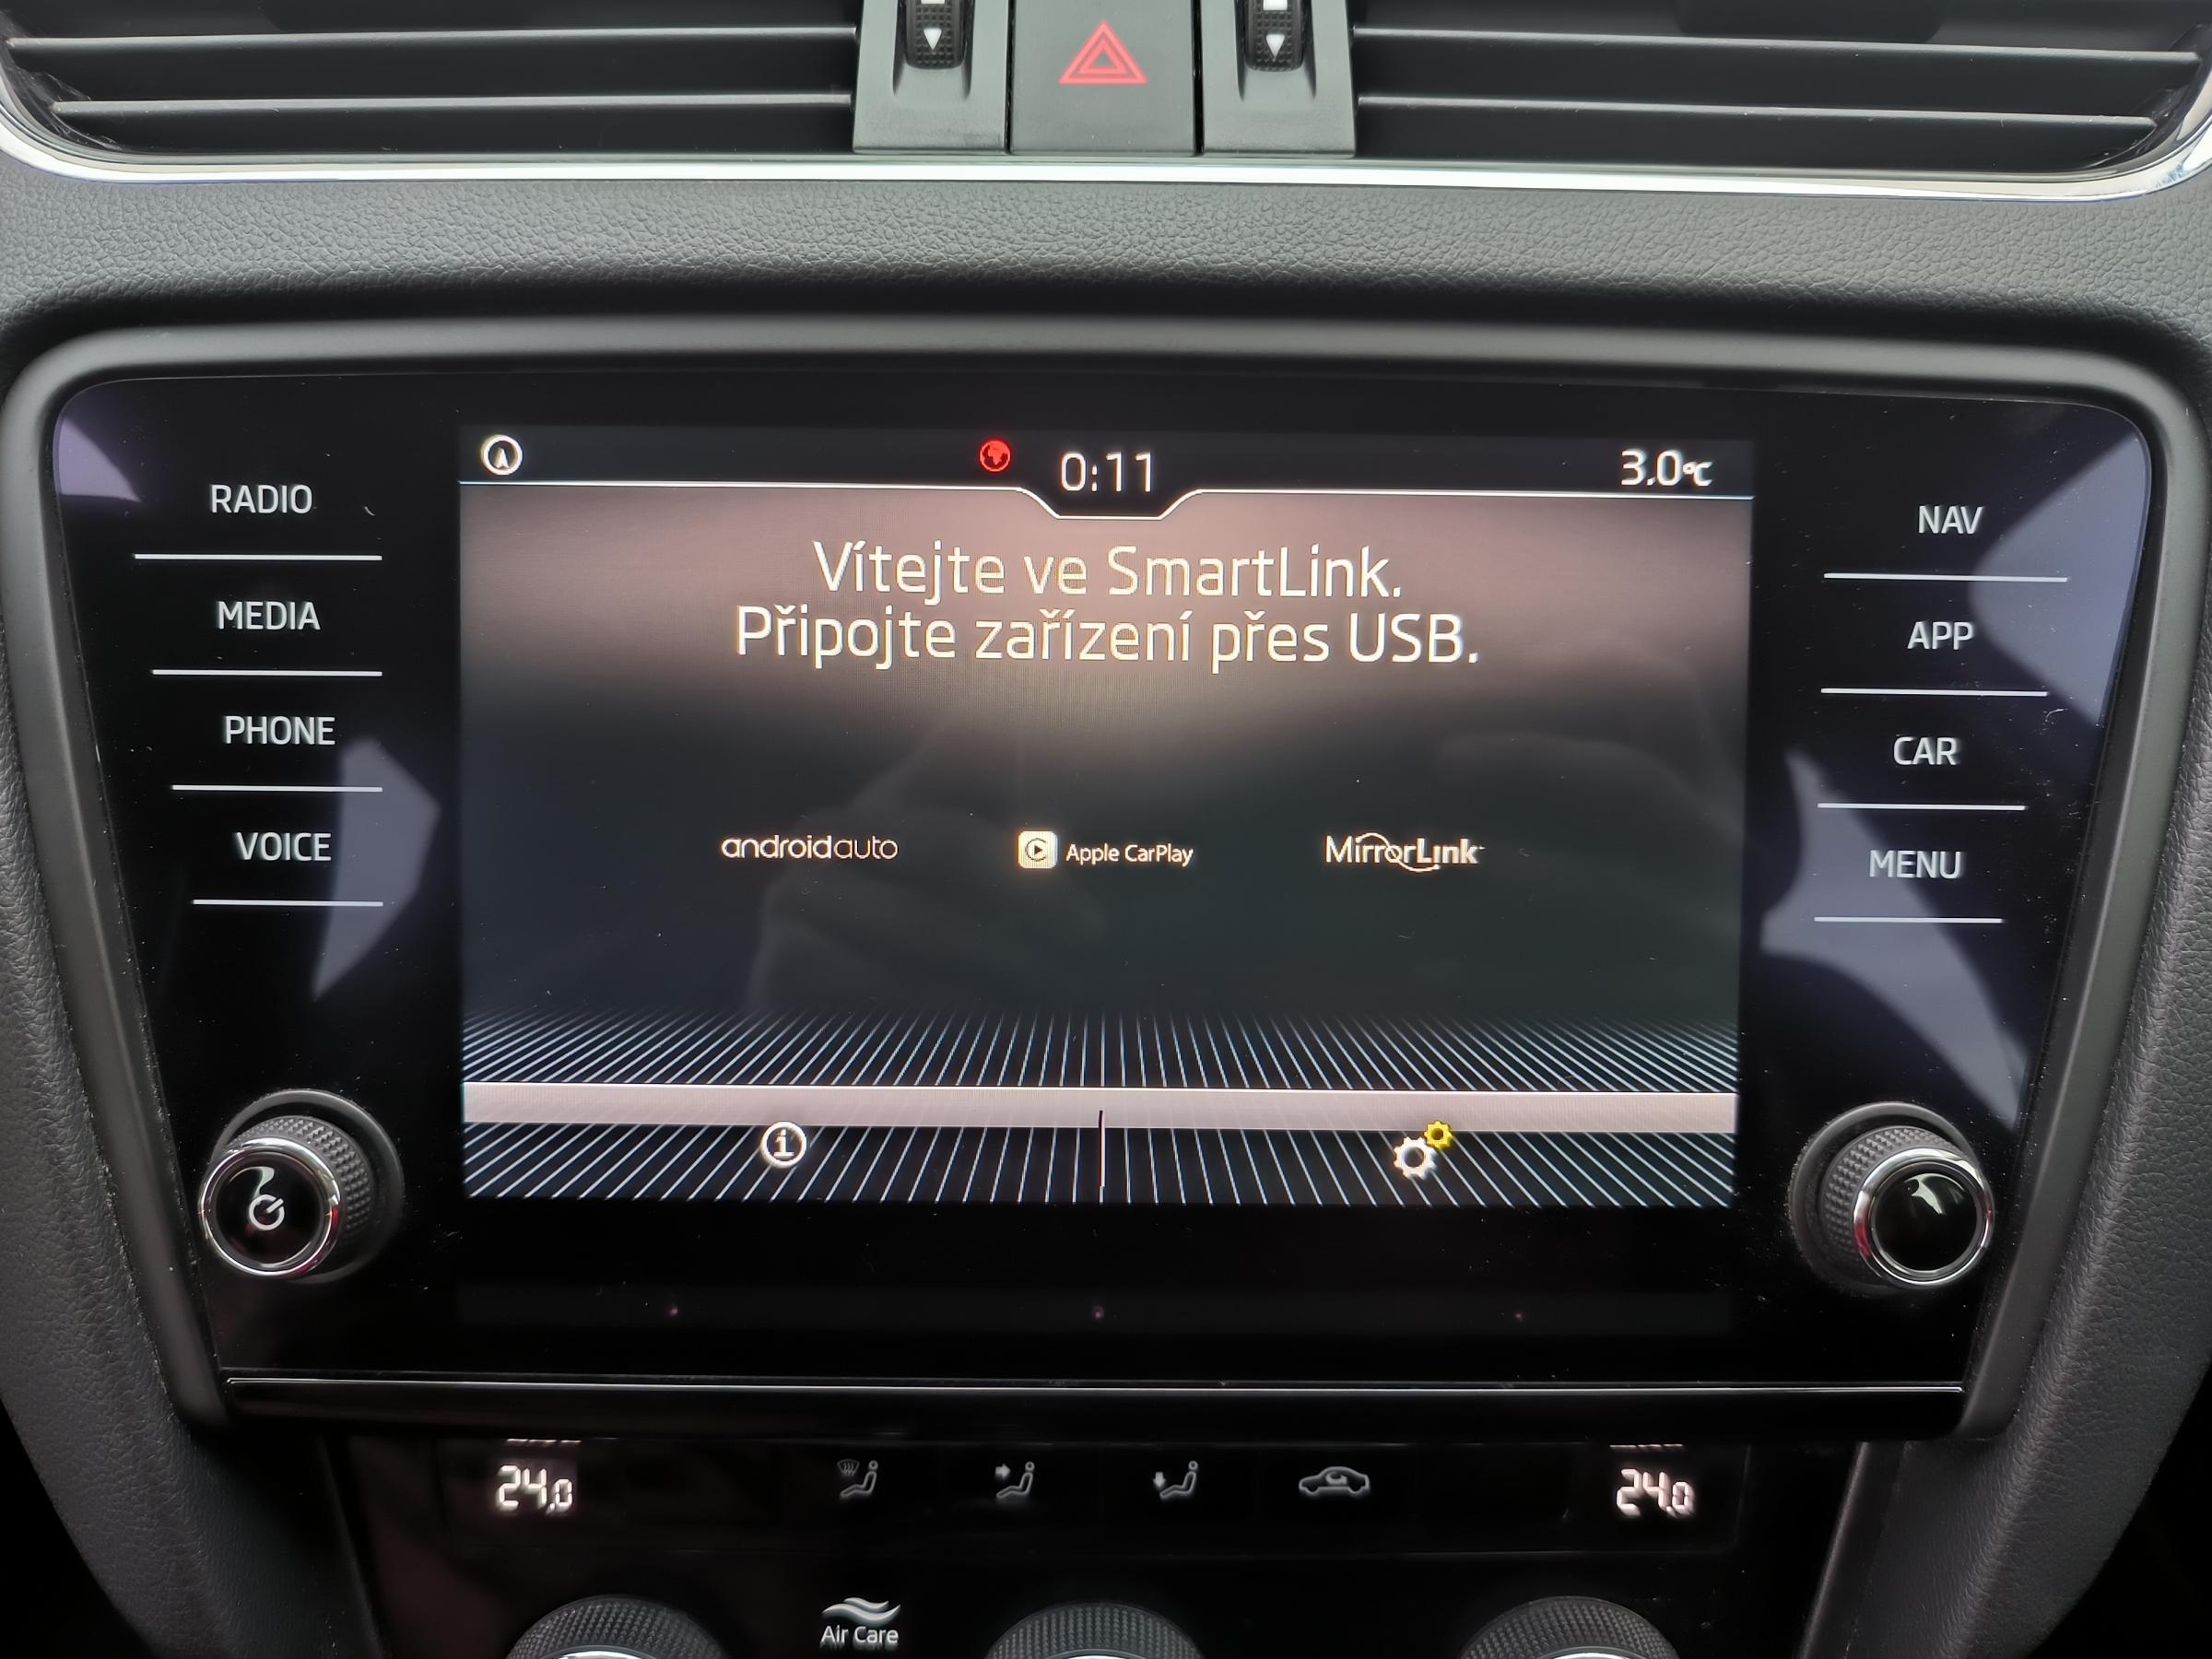 0:11
3.0°C
Vítejte ve SmartLink.
Připojte zařízení přes USB.
androidauto
Apple CarPlay
MirrorLink
RADIO
MEDIA
PHONE
VOICE
NAV
APP
CAR
MENU
24.0
24.0
Air Care